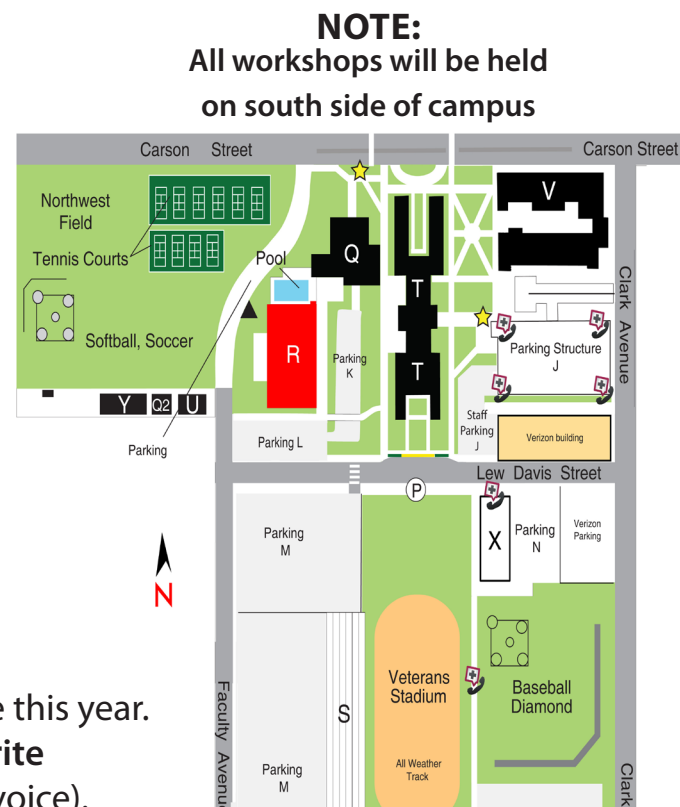 NOTE:
All workshops will be held
on south side of campus
Carson Street
Carson Street
Northwest
Field
Tennis Courts
Pool
Softball, Soccer
Q
T
T
V
R
Parking
K
Parking Structure
J
Staff
Parking
J
Verizon building
Clark Avenue
Y
Q2
U
Parking
Parking L
Lew Davis Street
P
Parking
M
X
Parking
N
Verizon
Parking
N
Veterans
Stadium
Baseball
Diamond
S
All Weather
Track
Parking
M
Faculty Avenue
Clark
e this year.
rite
voice).